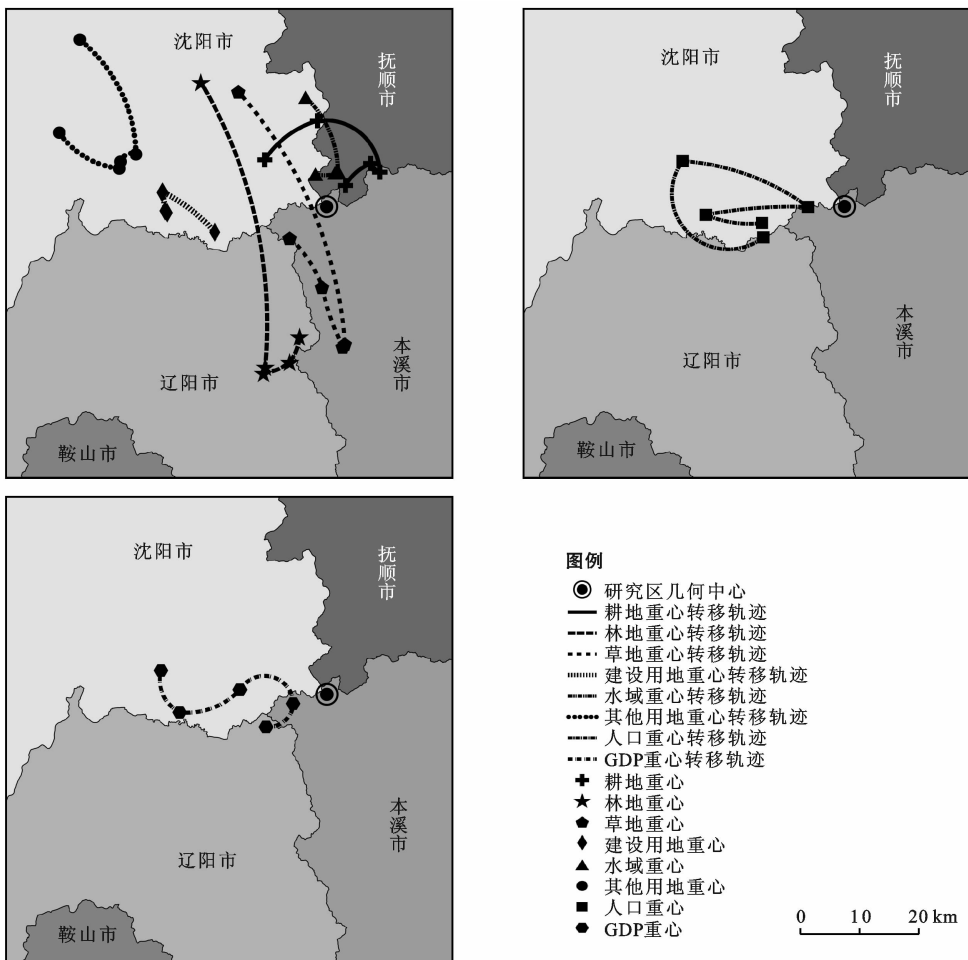 沈阳市
抚顺市
本溪市
辽阳市
鞍山市
沈阳市
抚顺市
本溪市
辽阳市
鞍山市
沈阳市
抚顺市
本溪市
辽阳市
鞍山市
图例
研究区几何中心
耕地重心转移轨迹
林地重心转移轨迹
草地重心转移轨迹
建设用地重心转移轨迹
水域重心转移轨迹
其他用地重心转移轨迹
人口重心转移轨迹
GDP重心转移轨迹
耕地重心
林地重心
草地重心
建设用地重心
水域重心
其他用地重心
人口重心
GDP重心
0 10 20 km